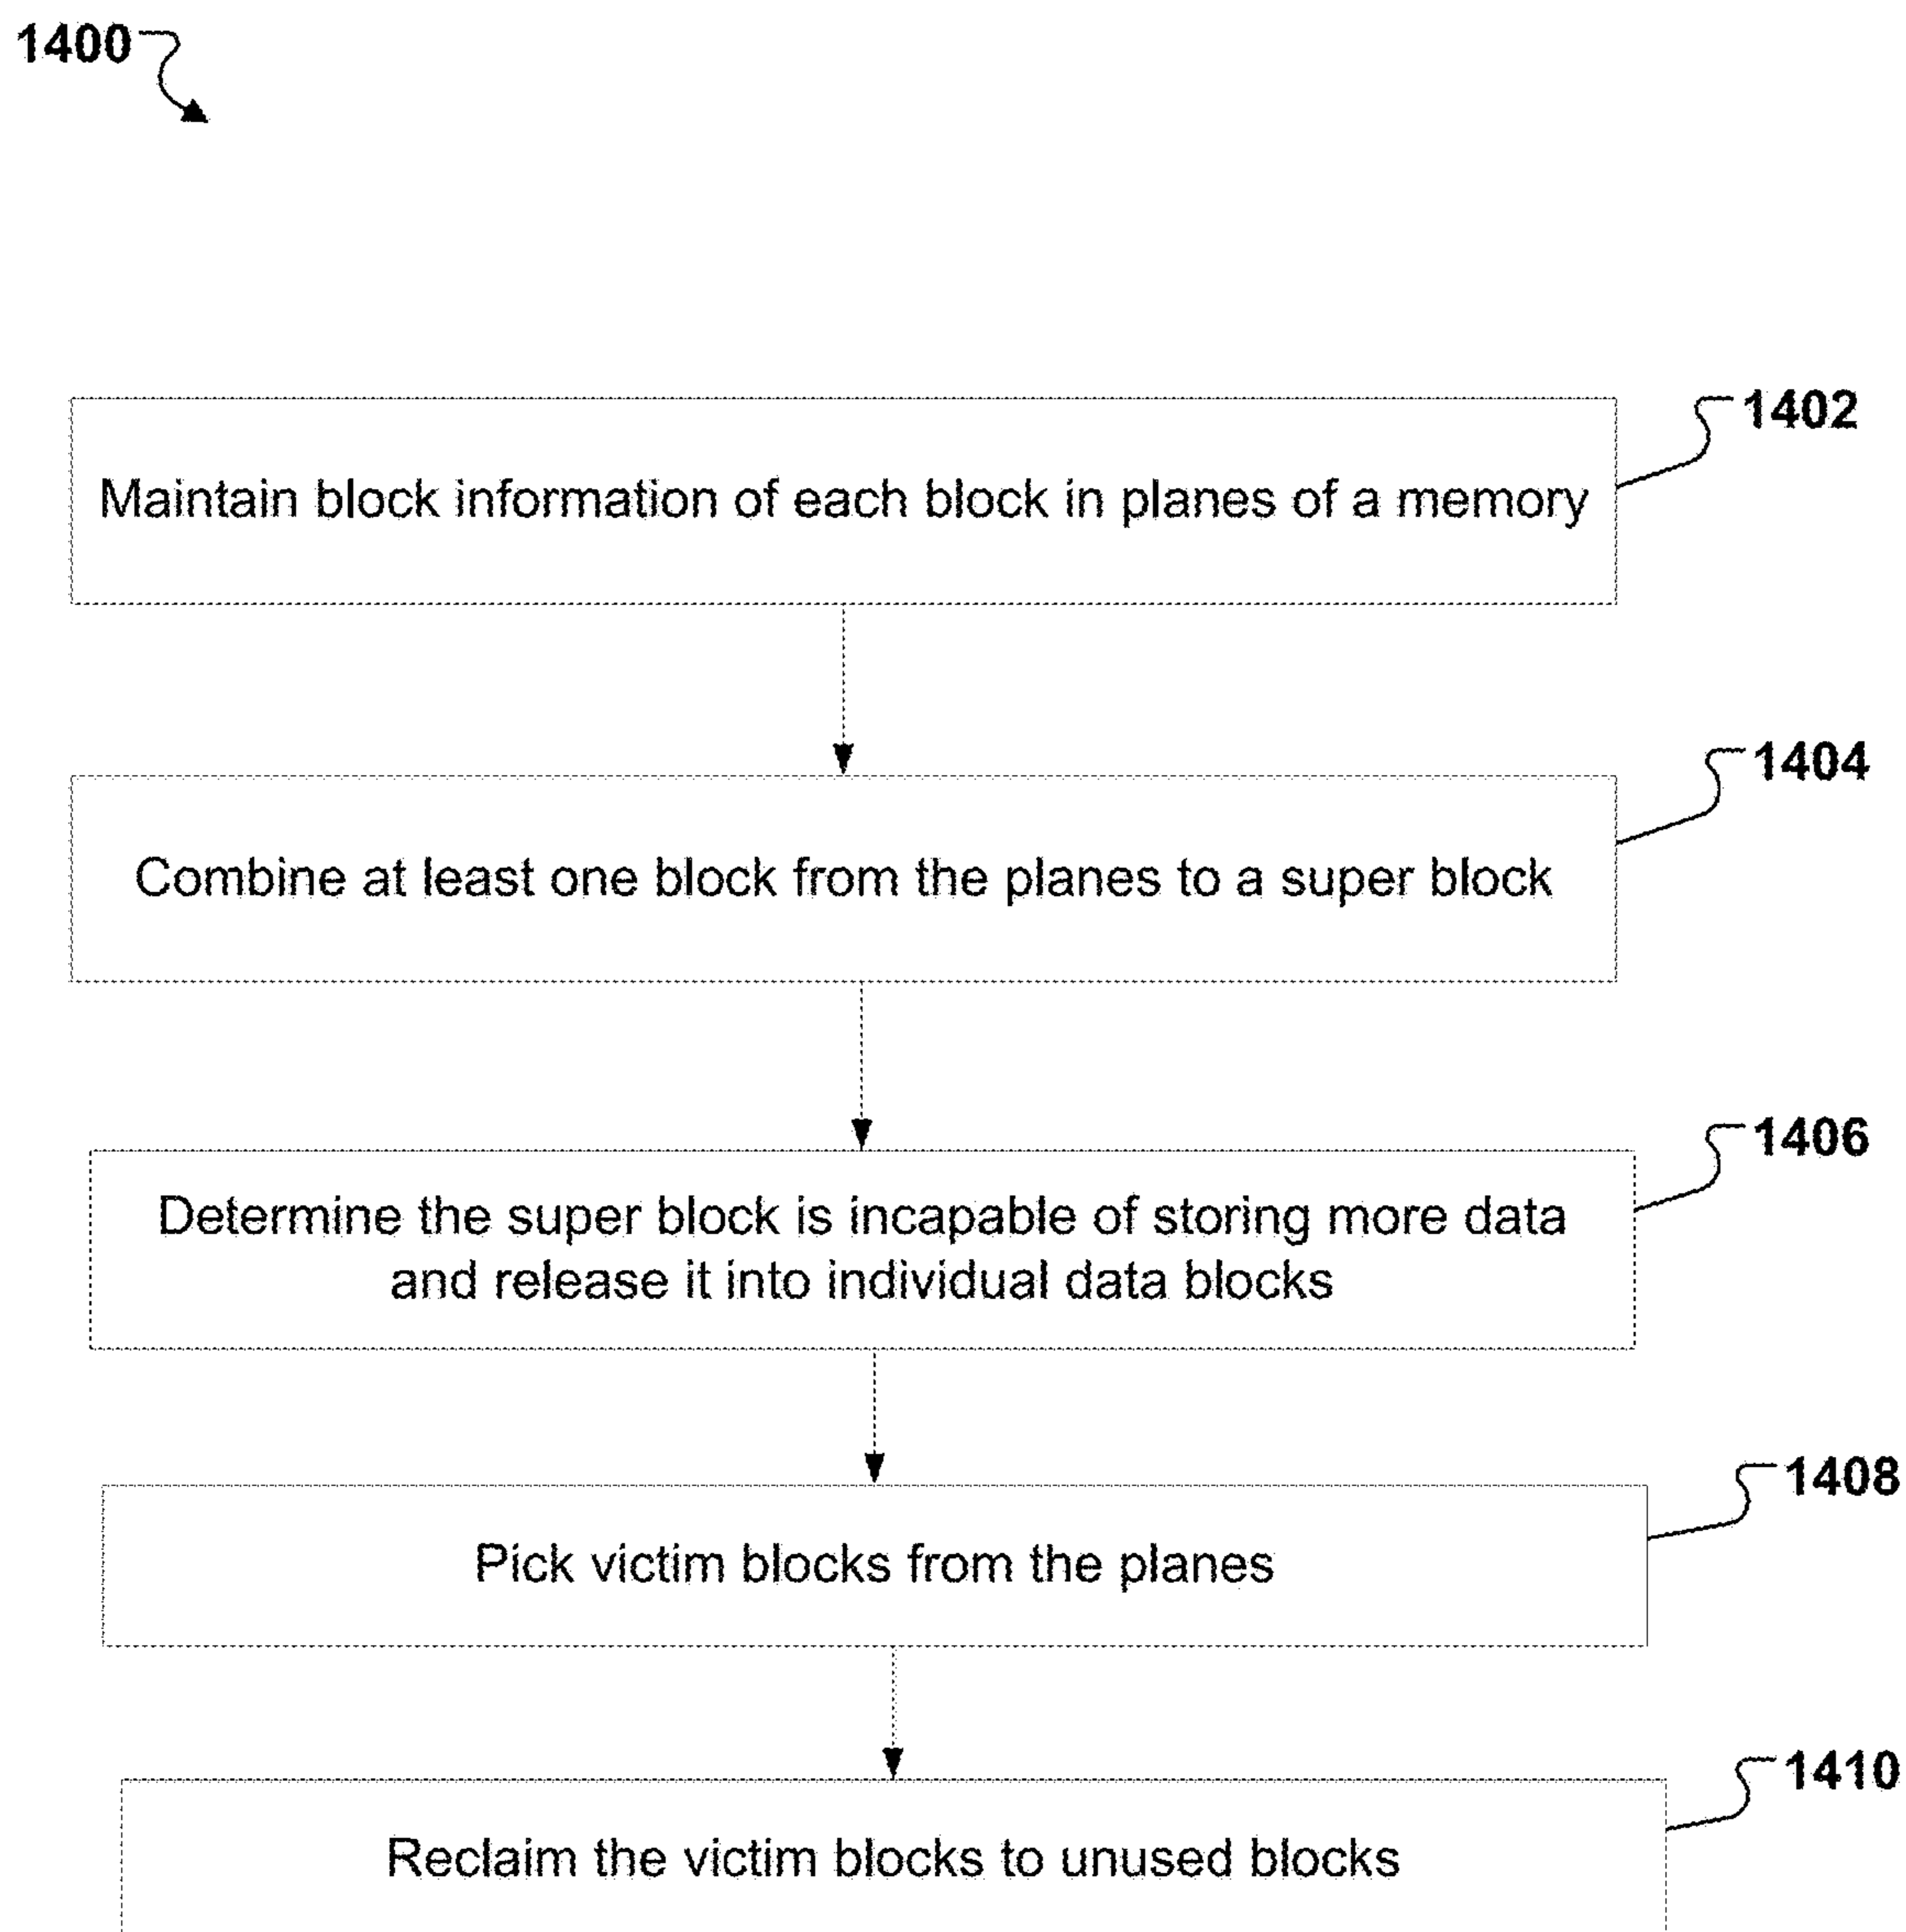 1400
1402
Maintain block information of each block in planes of a memory
1404
Combine at least one block from the planes to a super block
1406
Determine the super block is incapable of storing more data
and release it into individual data blocks
1408
Pick victim blocks from the planes
1410
Reclaim the victim blocks to unused blocks